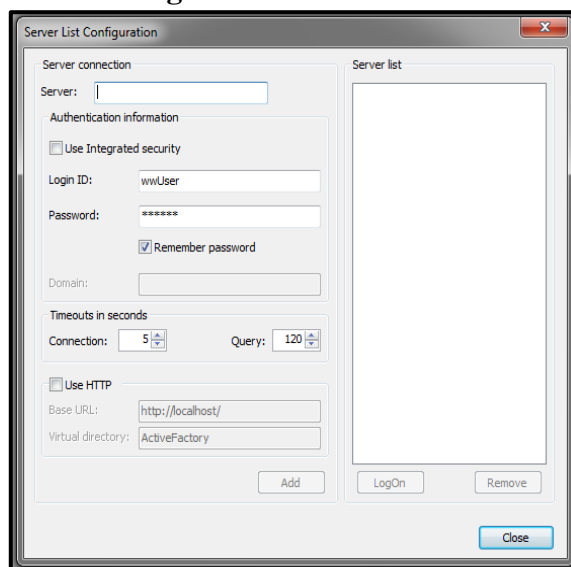 Server List Configuration
Server connection
Server:
Authentication information
Use Integrated security
Login ID: wwUser
Password: ******
Remember password
Domain:
Timeouts in seconds
Connection: 5 Query: 120
Use HTTP
Base URL: http://localhost/
Virtual directory: ActiveFactory
Add
Server list
LogOn Remove
Close